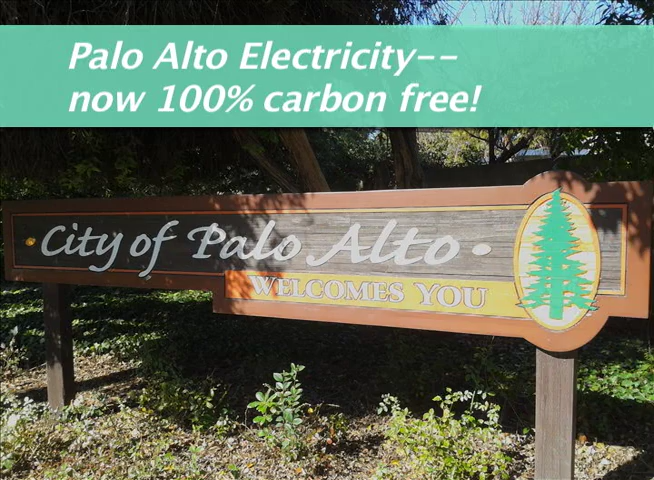 Palo Alto Electricity--
now 100% carbon free!
City of Palo Alto
WELCOMES YOU